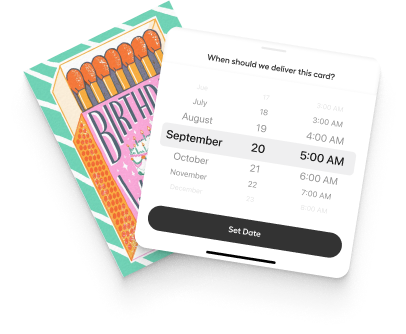 BIRTHD
When should we deliver this card?
June 17 2:00 AM
July 18 3:00 AM
August 19 4:00 AM
September 20 5:00 AM
October 21 6:00 AM
November 22 7:00 AM
December 23 8:00 AM
Set Date